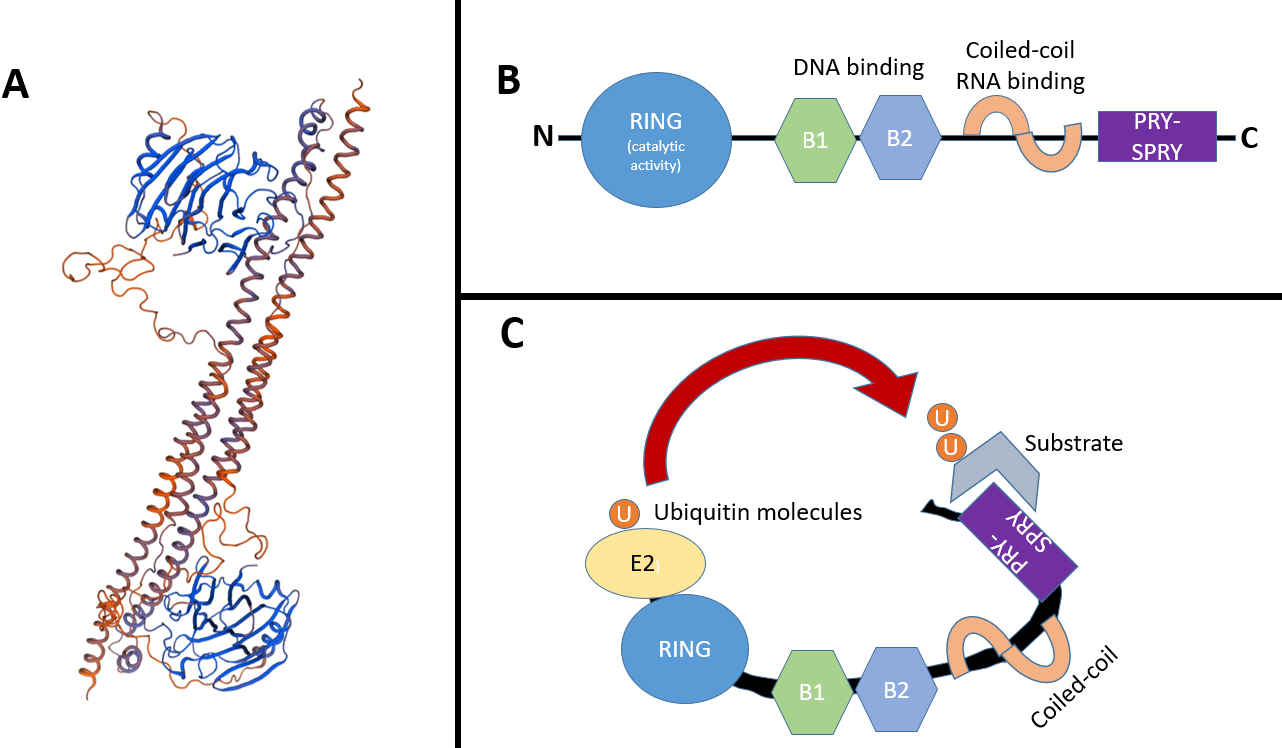 A
B
DNA binding
Coiled-coil
RNA binding
N
RING
(catalytic
activity)
B1
B2
PRY-
SPRY
C
C
U
U
Substrate
U
Ubiquitin molecules
E2
PRY-
SPRY
RING
B1
B2
Coiled-coil